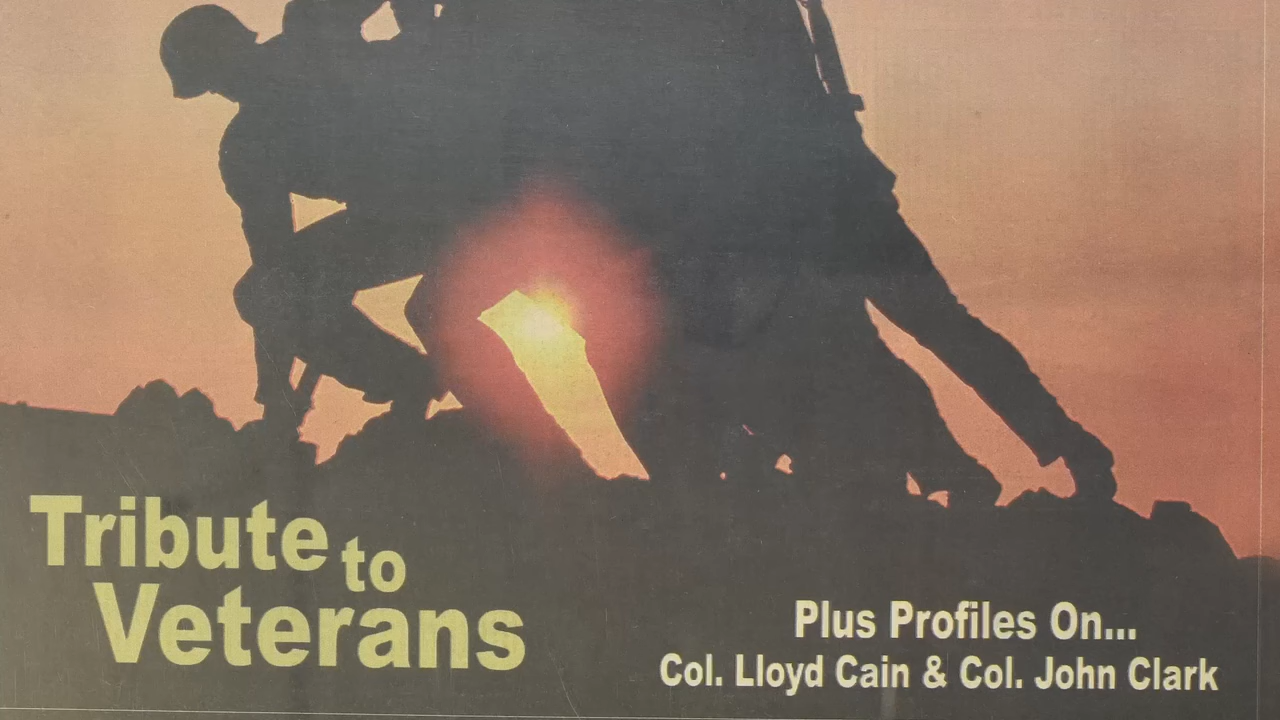 Tribute to
Veterans
Plus Profiles On...
Col. Lloyd Cain & Col. John Clark